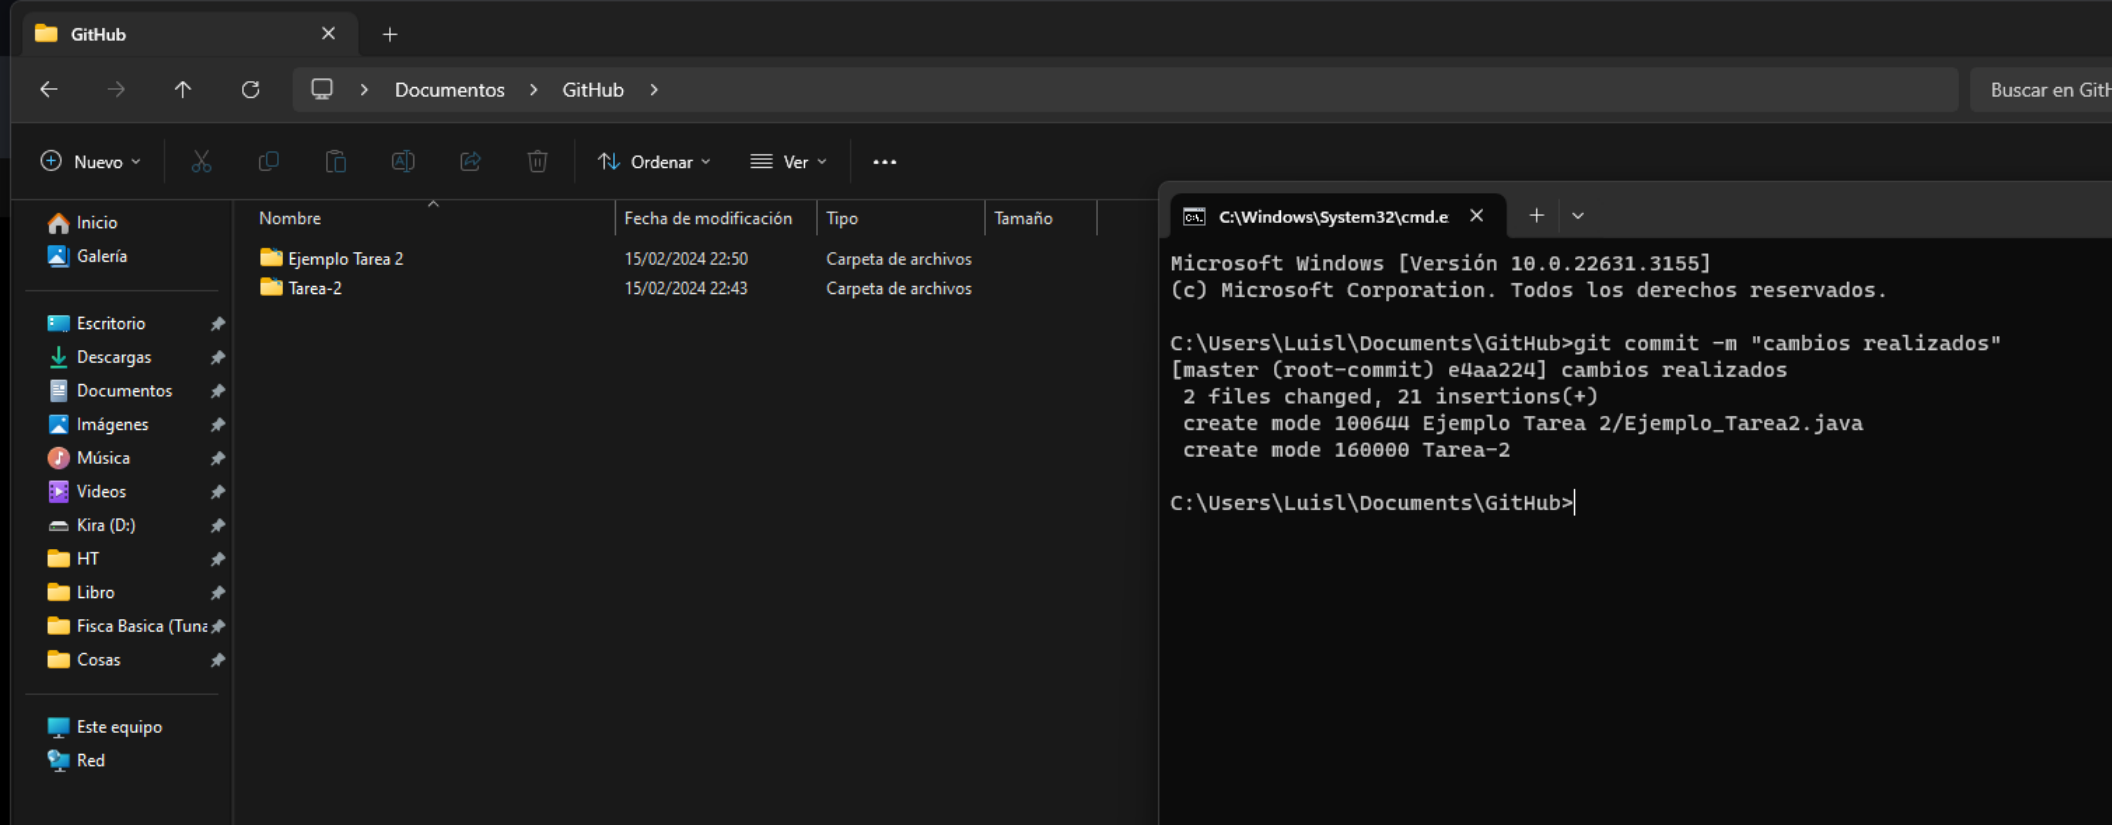 GitHub
Documentos
GitHub
Buscar en GitH
Nuevo
Ordenar
Ver
Inicio
Galería
Escritorio
Descargas
Documentos
Imágenes
Música
Videos
Kira (D:)
HT
Libro
Fisca Basica (Tuna
Cosas
Este equipo
Red
Nombre Fecha de modificación Tipo Tamaño
Ejemplo Tarea 2 15/02/2024 22:50 Carpeta de archivos
Tarea-2 15/02/2024 22:43 Carpeta de archivos
C:\Windows\System32\cmd.e
Microsoft Windows [Versión 10.0.22631.3155]
(c) Microsoft Corporation. Todos los derechos reservados.
C:\Users\Luisl\Documents\GitHub>git commit -m "cambios realizados"
[master (root-commit) e4aa224] cambios realizados
2 files changed, 21 insertions(+)
create mode 100644 Ejemplo Tarea 2/Ejemplo_Tarea2.java
create mode 160000 Tarea-2
C:\Users\Luisl\Documents\GitHub>